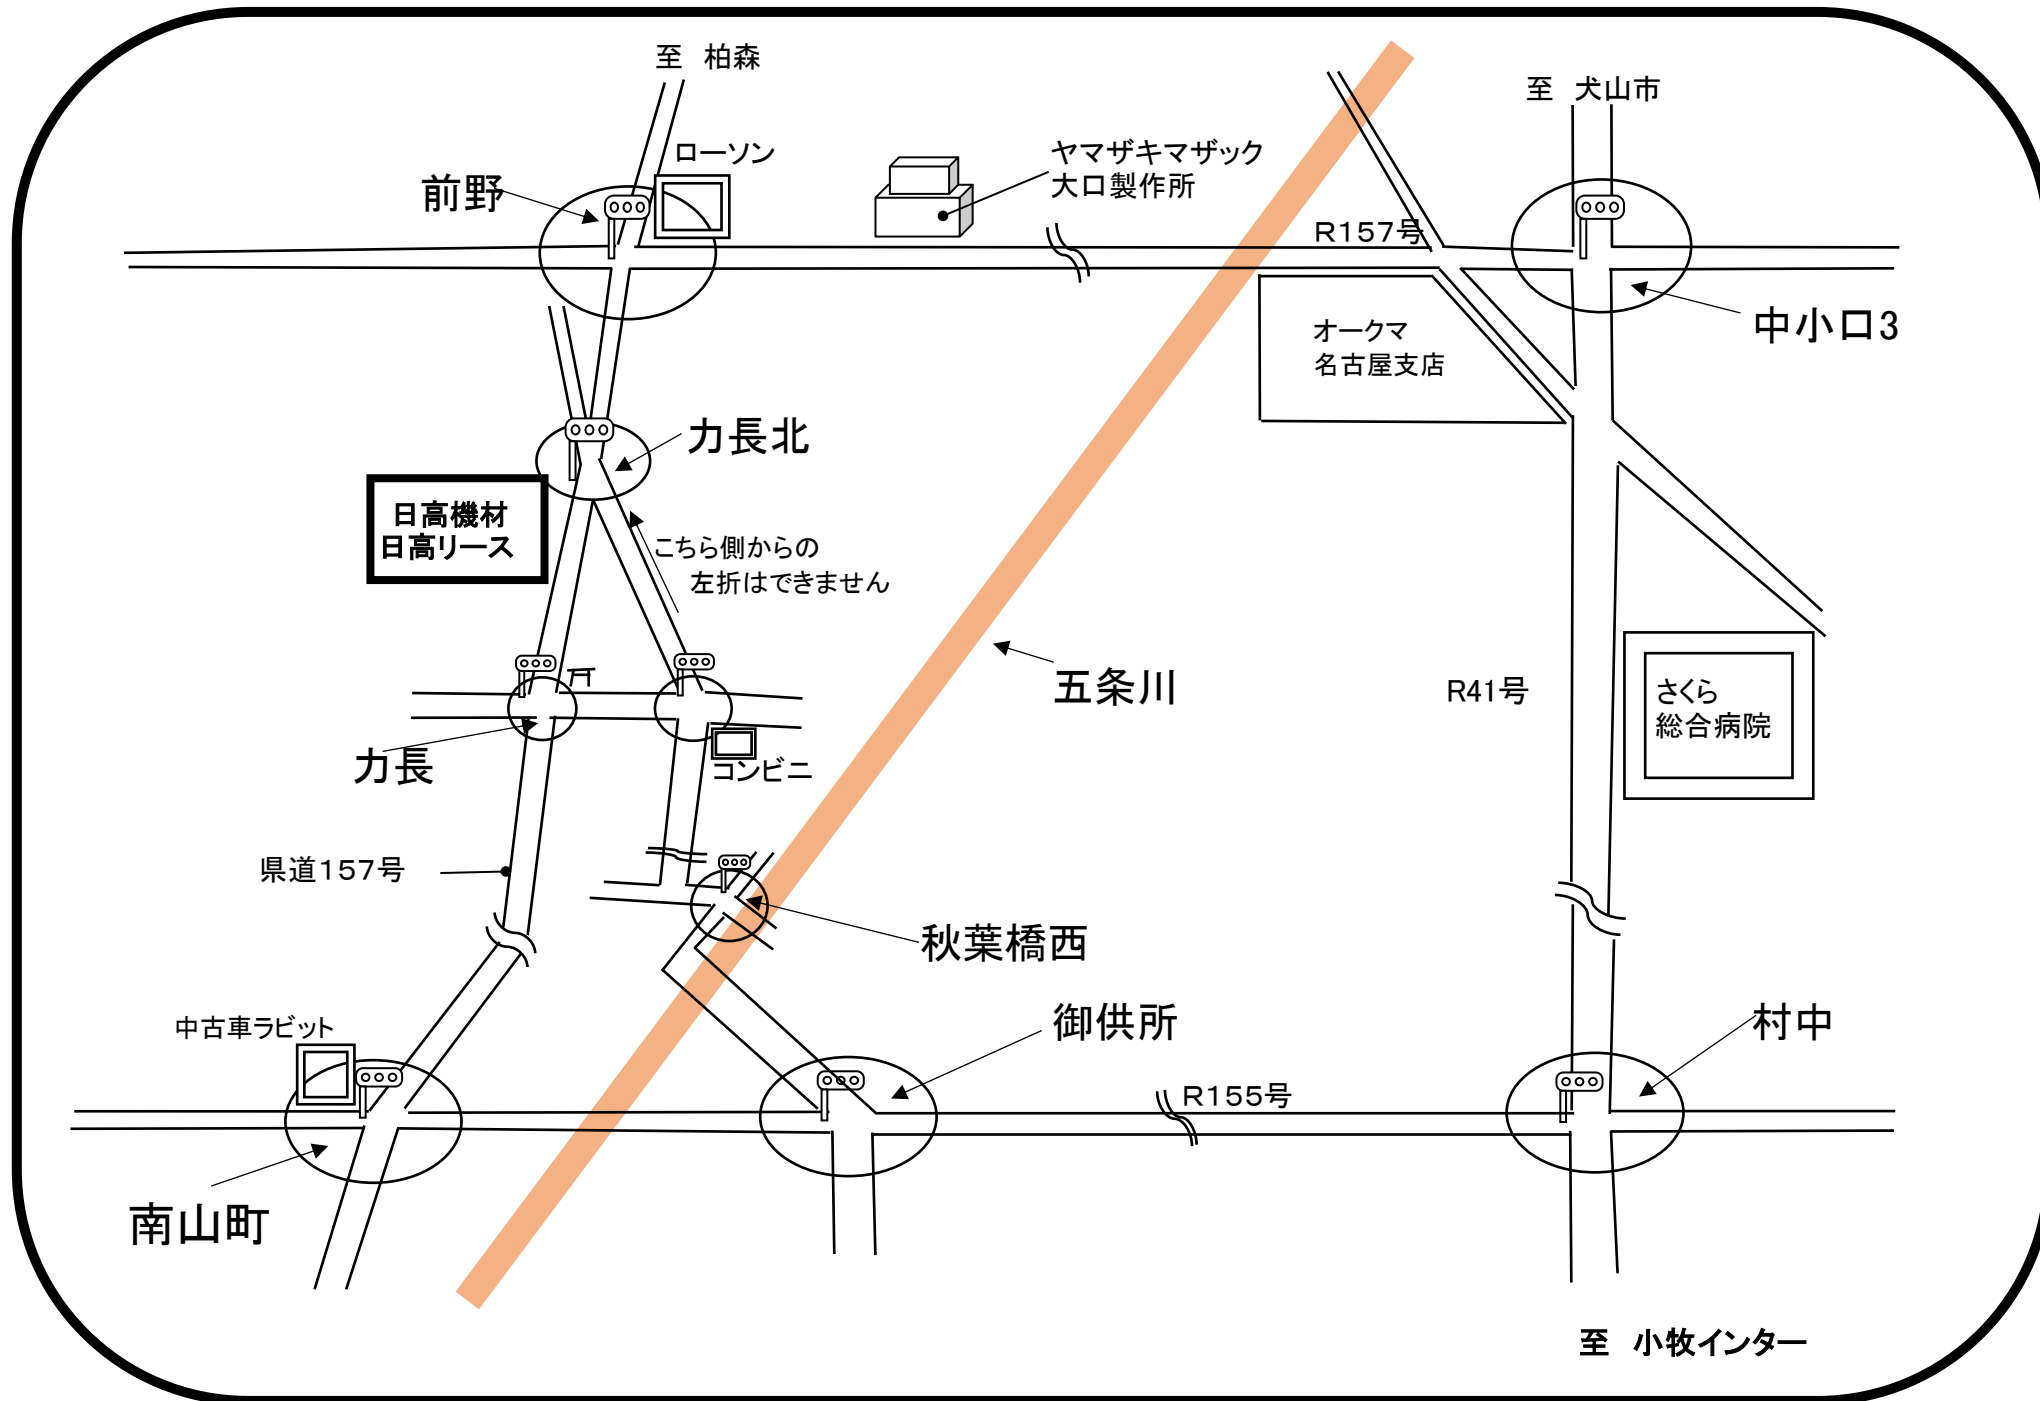 至　柏森
至　犬山市
ローソン
ヤマザキマザック
大口製作所
前野
R157号
中小口3
オークマ
名古屋支店
力長北
日高機材
日高リース
こちら側からの
左折はできません
五条川
R41号
さくら
総合病院
力長
コンビニ
県道157号
秋葉橋西
御供所
村中
中古車ラビット
R155号
南山町
至　小牧インター